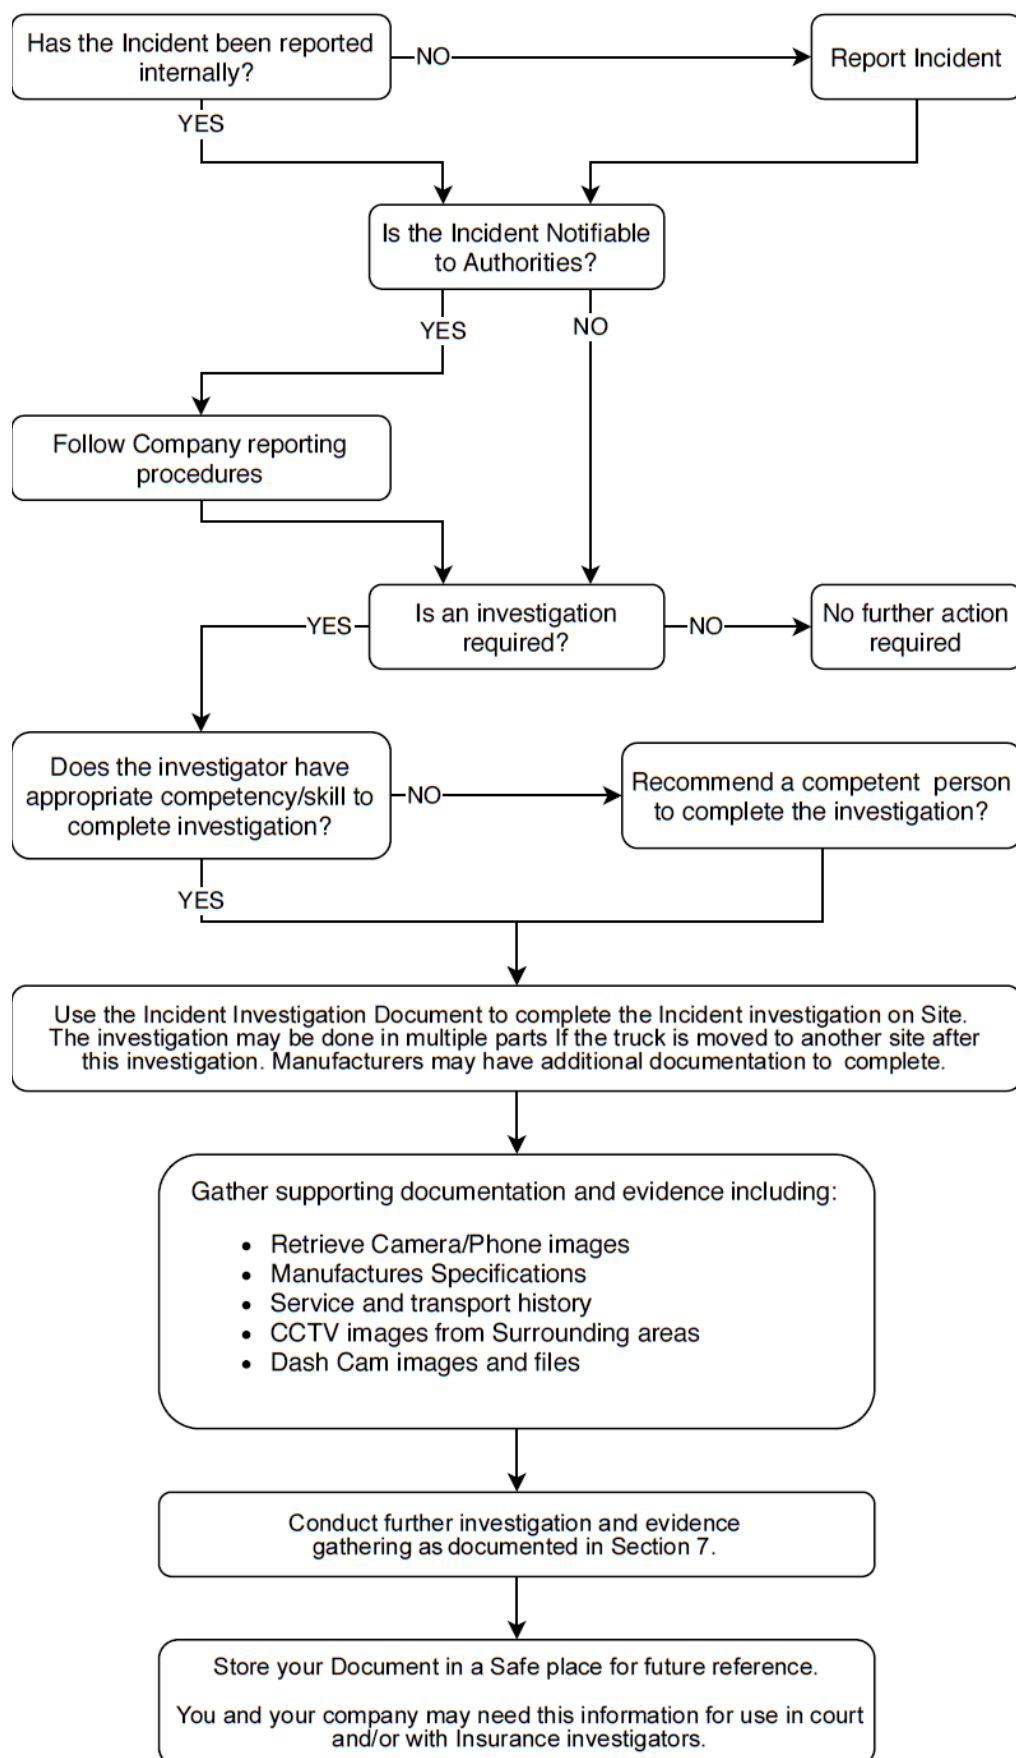 Has the Incident been reported
internally?
NO
Report Incident
YES
Is the Incident Notifiable
to Authorities?
YES
NO
Follow Company reporting
procedures
Is an investigation
required?
YES
NO
No further action
required
Does the investigator have
appropriate competency/skill to
complete investigation?
NO
Recommend a competent person
to complete the investigation?
YES
Use the Incident Investigation Document to complete the Incident investigation on Site.
The investigation may be done in multiple parts If the truck is moved to another site after
this investigation. Manufacturers may have additional documentation to complete.
Gather supporting documentation and evidence including:
• Retrieve Camera/Phone images
• Manufactures Specifications
• Service and transport history
• CCTV images from Surrounding areas
• Dash Cam images and files
Conduct further investigation and evidence
gathering as documented in Section 7.
Store your Document in a Safe place for future reference.
You and your company may need this information for use in court
and/or with Insurance investigators.